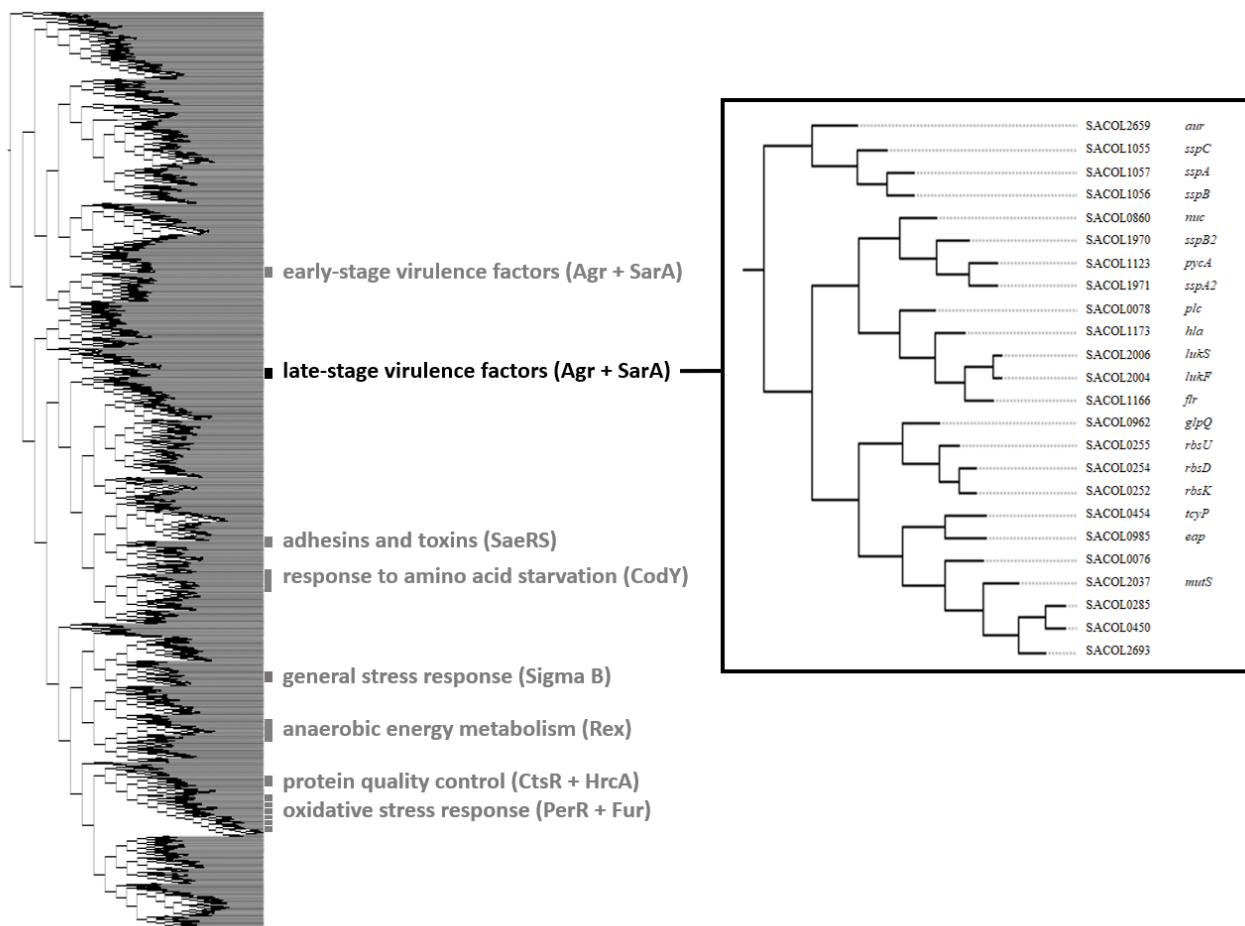 early-stage virulence factors (Agr + SarA)
late-stage virulence factors (Agr + SarA)
adhesins and toxins (SaeRS)
response to amino acid starvation (CodY)
general stress response (Sigma B)
anaerobic energy metabolism (Rex)
protein quality control (CtsR + HrcA)
oxidative stress response (PerR + Fur)
SACOL2659 aur
SACOL1055 sspC
SACOL1057 sspA
SACOL1056 sspB
SACOL0860 nuc
SACOL1970 sspB2
SACOL1123 pycA
SACOL1971 sspA2
SACOL0078 plc
SACOL1173 hla
SACOL2006 lukS
SACOL2004 lukF
SACOL1166 flr
SACOL0962 glpQ
SACOL0255 rbsU
SACOL0254 rbsD
SACOL0252 rbsK
SACOL0454 tcyP
SACOL0985 eap
SACOL0076
SACOL2037 mutS
SACOL0285
SACOL0450
SACOL2693